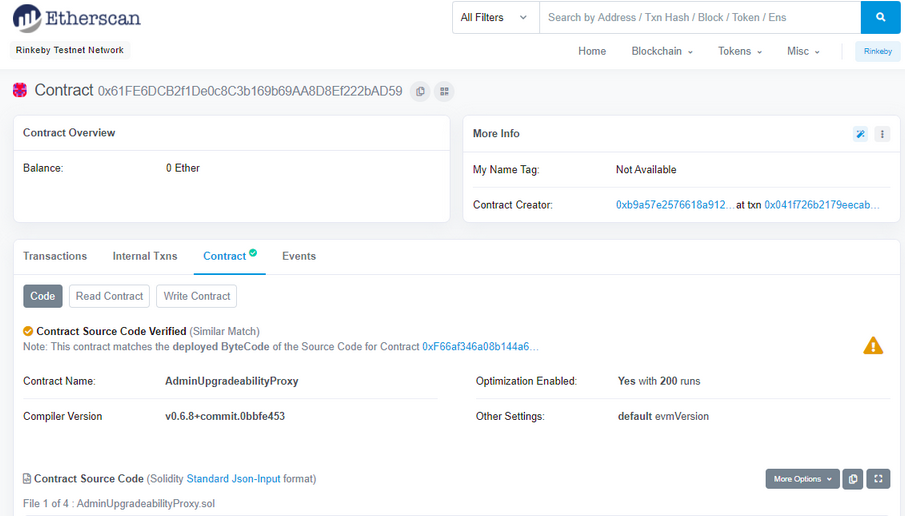 Etherscan
All Filters Search by Address / Txn Hash / Block / Token / Ens
Rinkeby Testnet Network
Home Blockchain Tokens Misc Rinkeby
Contract 0x61FE6DCB2f1De0c8C3b169b69AA8D8Ef222bAD59
Contract Overview
Balance: 0 Ether
More Info
My Name Tag: Not Available
Contract Creator: 0xb9a57e2576618a912... at txn 0x041f726b2179eecab...
Transactions Internal Txns Contract Events
Code Read Contract Write Contract
Contract Source Code Verified (Similar Match)
Note: This contract matches the deployed ByteCode of the Source Code for Contract 0xF66af346a08b144a6...
Contract Name: AdminUpgradeabilityProxy
Optimization Enabled: Yes with 200 runs
Compiler Version v0.6.8+commit.0bbfe453
Other Settings: default evmVersion
Contract Source Code (Solidity Standard Json-Input format)
More Options
File 1 of 4 : AdminUpgradeabilityProxy.sol